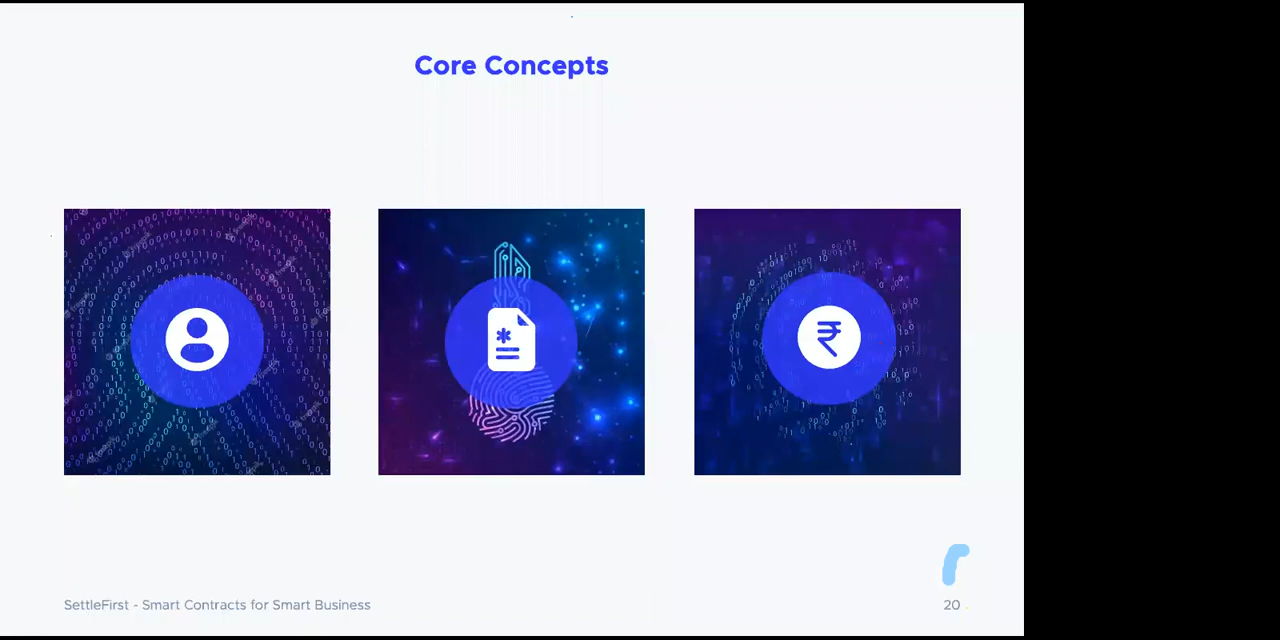 Core Concepts
₹
SettleFirst - Smart Contracts for Smart Business
20